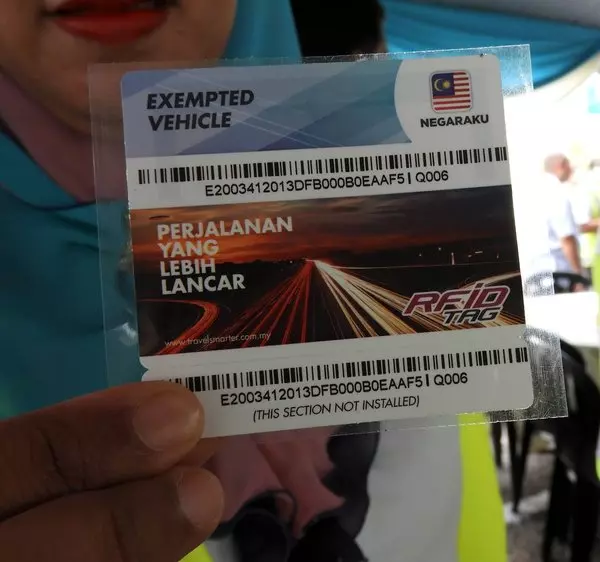 EXEMPTED
VEHICLE
NEGARAKU
E2003412013DFB000B0EAAF5 | Q006
PERJALANAN
YANG
LEBIH
LANCAR
RFiD
TAG
www.travelsmarter.com.my
E2003412013DFB000B0EAAF5 | Q006
(THIS SECTION NOT INSTALLED)